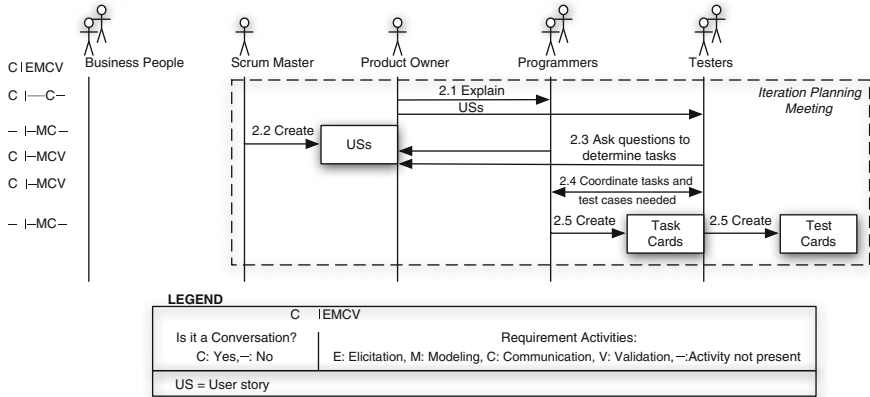 Business People
Scrum Master
Product Owner
Programmers
Testers
C |EMCV
C |––C–
2.1 Explain
USs
Iteration Planning
Meeting
– |–MC–
2.2 Create
USs
C |–MCV
2.3 Ask questions to
determine tasks
C |–MCV
2.4 Coordinate tasks and
test cases needed
– |–MC–
2.5 Create
Task
Cards
2.5 Create
Test
Cards
LEGEND
C |EMCV
Is it a Conversation?
C: Yes,–: No
Requirement Activities:
E: Elicitation, M: Modeling, C: Communication, V: Validation,–:Activity not present
US = User story